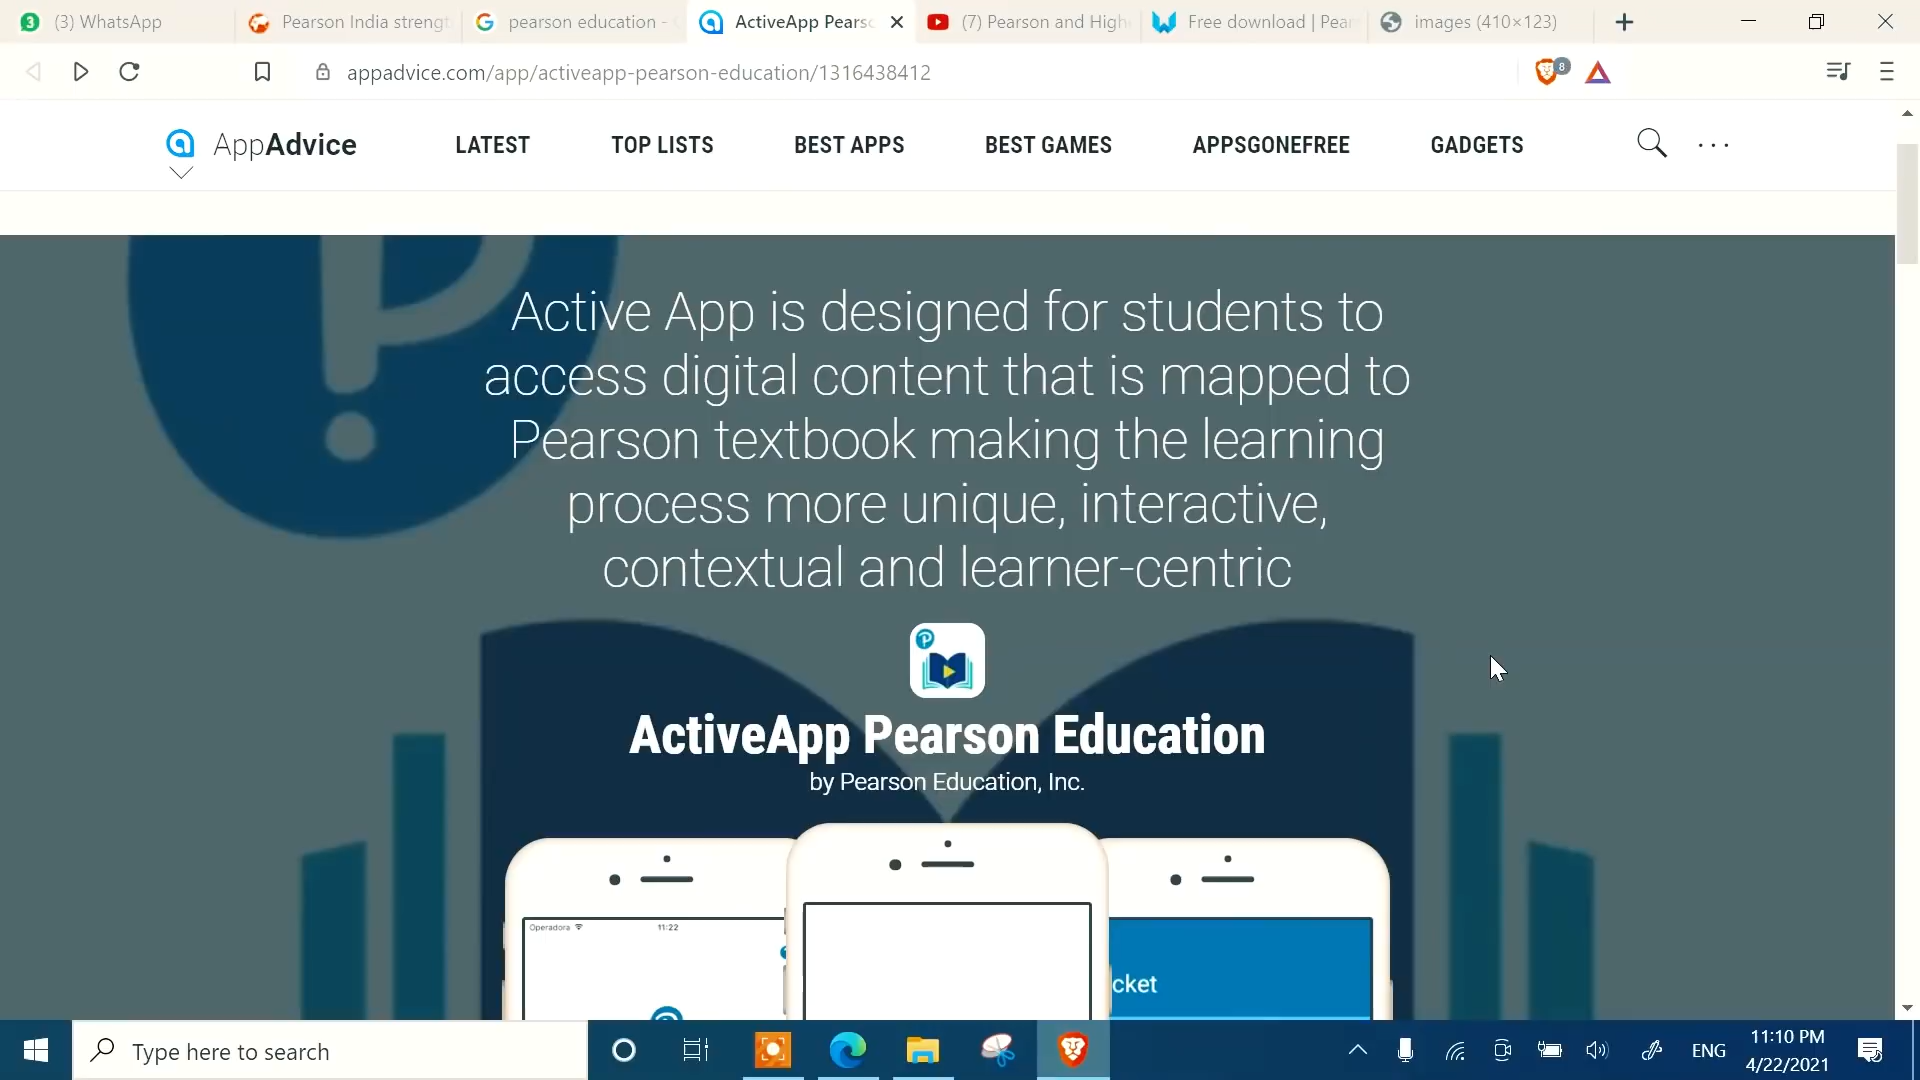 3
(3) WhatsApp
Pearson India strengt
pearson education -
ActiveApp Pearso
(7) Pearson and High
Free download | Pear
images (410×123)
appadvice.com/app/activeapp-pearson-education/1316438412
8
AppAdvice
LATEST
TOP LISTS
BEST APPS
BEST GAMES
APPSGONEFREE
GADGETS
Active App is designed for students to
access digital content that is mapped to
Pearson textbook making the learning
process more unique, interactive,
contextual and learner-centric
ActiveApp Pearson Education
by Pearson Education, Inc.
Operadora
11:22
cket
Type here to search
ENG
11:10 PM
4/22/2021